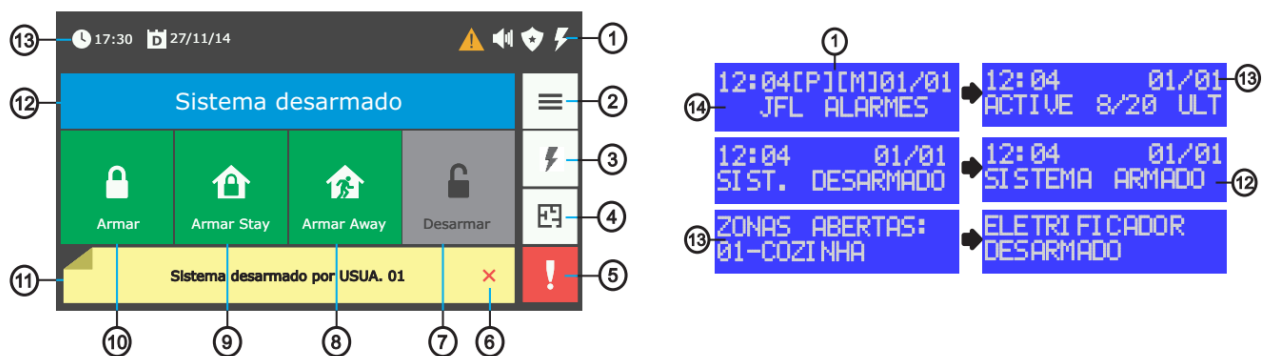 13
17:30
D
27/11/14
1
12
Sistema desarmado
2
3
Armar
Armar Stay
Armar Away
Desarmar
4
11
Sistema desarmado por USUA. 01
×
!
5
10
9
8
7
6
1
12:04[P][M]01/01
14
JFL ALARMES
12:04 01/01
13
ACTIVE 8/20 ULT
12:04 01/01
SIST. DESARMADO
12:04 01/01
SISTEMA ARMADO
12
13
ZONAS ABERTAS:
01-COZINHA
ELETRIFICADOR
DESARMADO